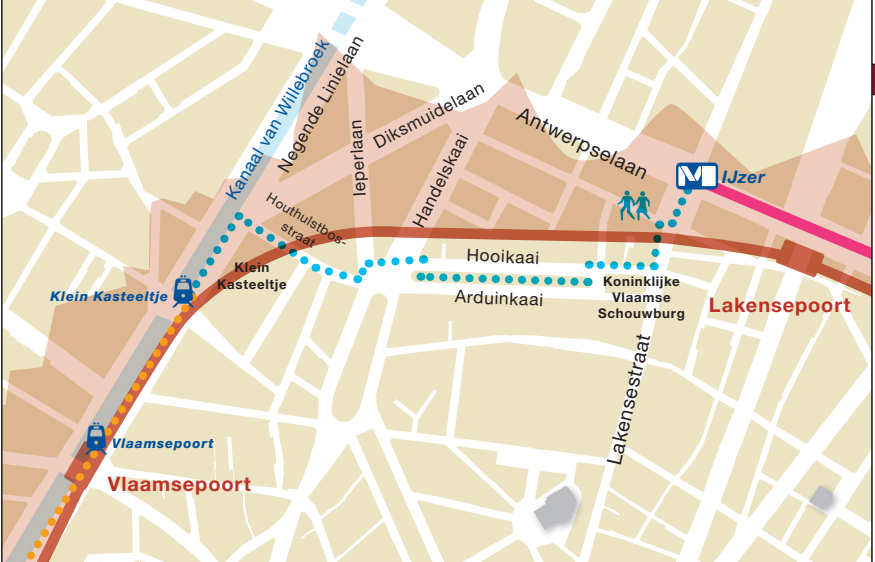 Kanaal van Willebroek
Negende Linielaan
Ieperlaan
Diksmuidelaan
Handelskaai
Antwerpselaan
M
IJzer
Houthulstbos-
straat
Klein
Kasteeltje
Hooikaai
Arduinkaai
Koninklijke
Vlaamse
Schouwburg
Lakensepoort
Klein Kasteeltje
Lakensestraat
Vlaamsepoort
Vlaamsepoort